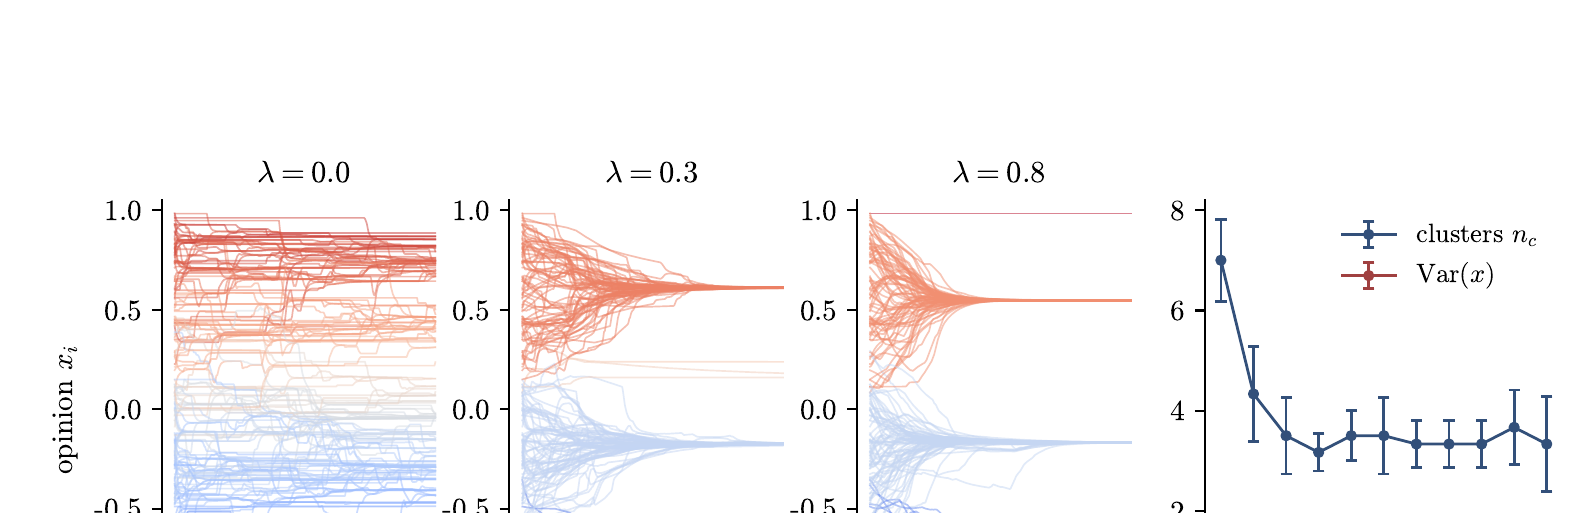 λ = 0.0
λ = 0.3
λ = 0.8
1.0
0.5
0.0
-0.5
opinion x_i
1.0
0.5
0.0
-0.5
1.0
0.5
0.0
-0.5
8
6
4
2
clusters n_c
Var(x)